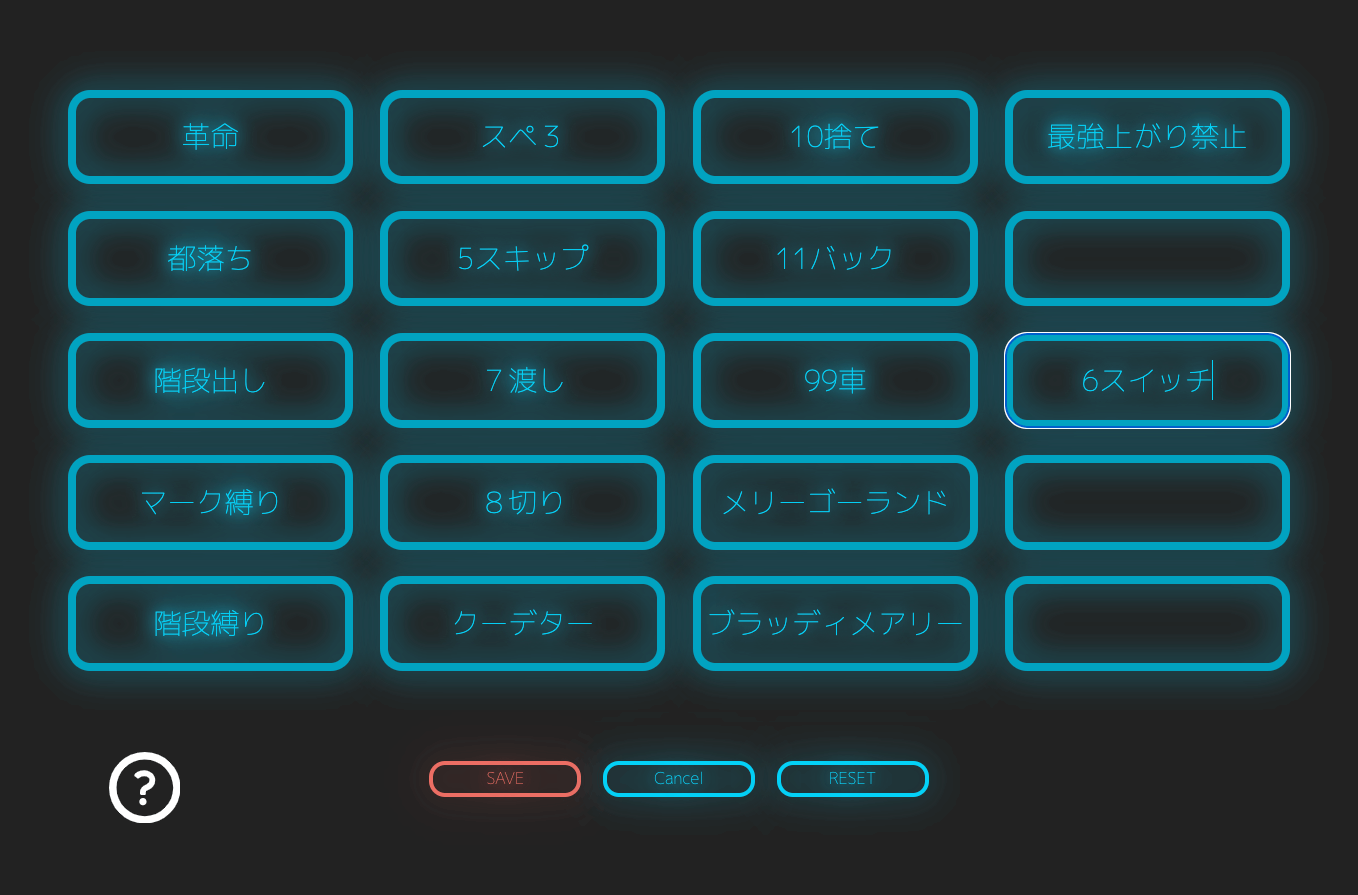 革命
スペ３
10捨て
最強上がり禁止
都落ち
5スキップ
11バック
階段出し
７渡し
99車
6スイッチ
マーク縛り
８切り
メリーゴーランド
階段縛り
クーデター
ブラッディメアリー
?
SAVE
Cancel
RESET